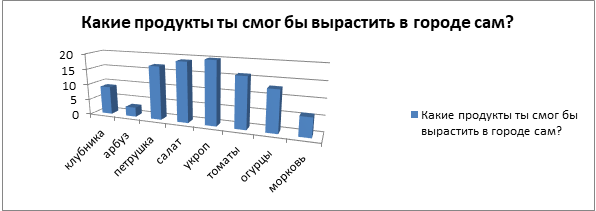 Какие продукты ты смог бы вырастить в городе сам?
20
15
10
5
0
клубника
арбуз
петрушка
салат
укроп
томаты
огурцы
морковь
Какие продукты ты смог бы
вырастить в городе сам?